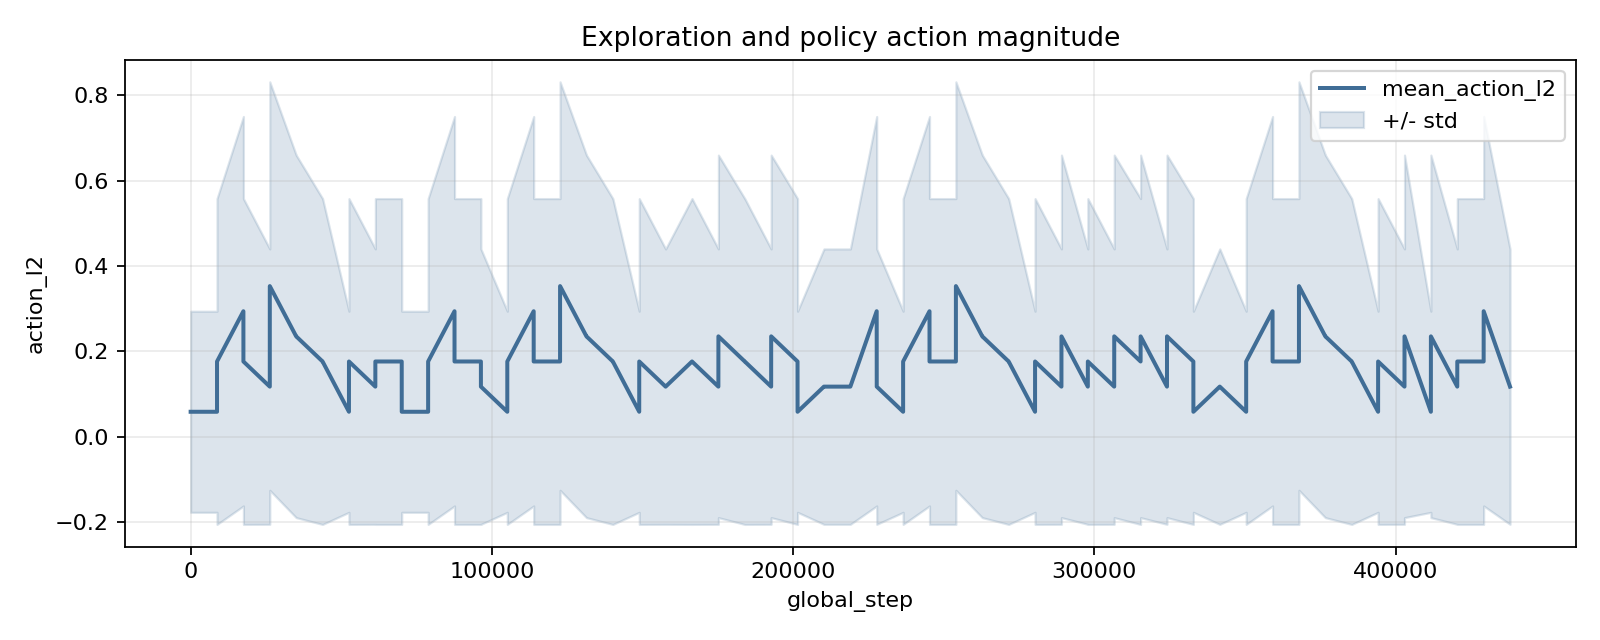 Exploration and policy action magnitude
mean_action_l2
+/- std
action_l2
0.8
0.6
0.4
0.2
0.0
−0.2
0
100000
200000
300000
400000
global_step